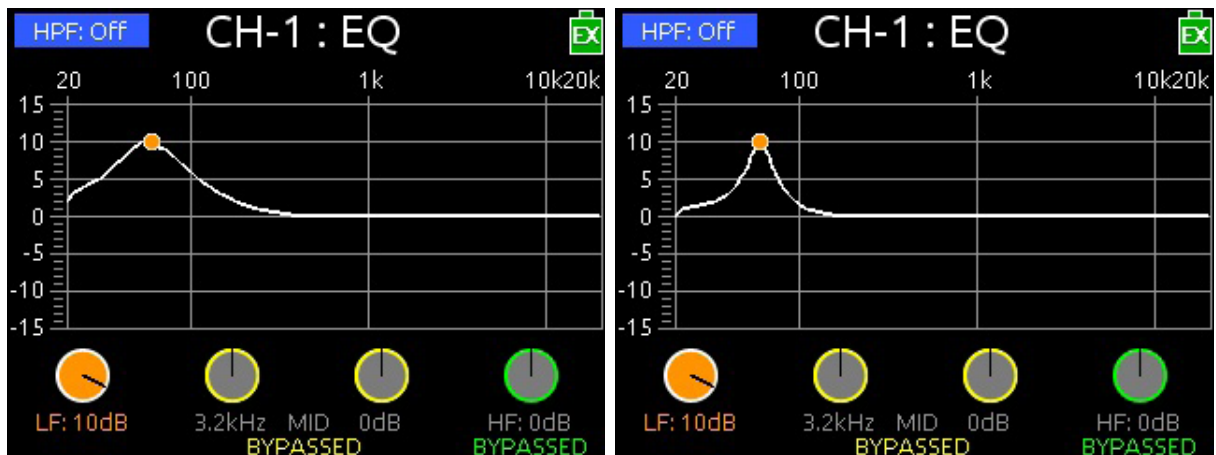 HPF: Off CH-1 : EQ EX
20 100 1k 10k20k
15
10
5
0
-5
-10
-15
LF: 10dB 3.2kHz MID 0dB HF: 0dB
BYPASSED BYPASSED
HPF: Off CH-1 : EQ EX
20 100 1k 10k20k
15
10
5
0
-5
-10
-15
LF: 10dB 3.2kHz MID 0dB HF: 0dB
BYPASSED BYPASSED